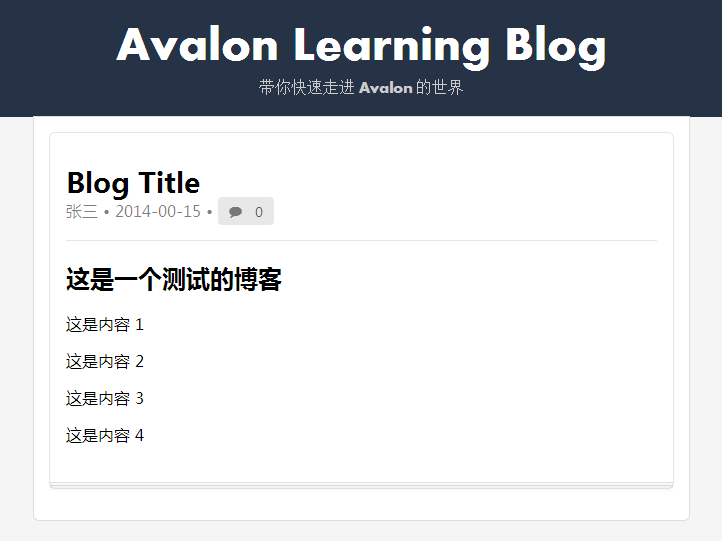 Avalon Learning Blog
带你快速走进 Avalon 的世界
Blog Title
张三 • 2014-00-15 • 0
这是一个测试的博客
这是内容 1
这是内容 2
这是内容 3
这是内容 4